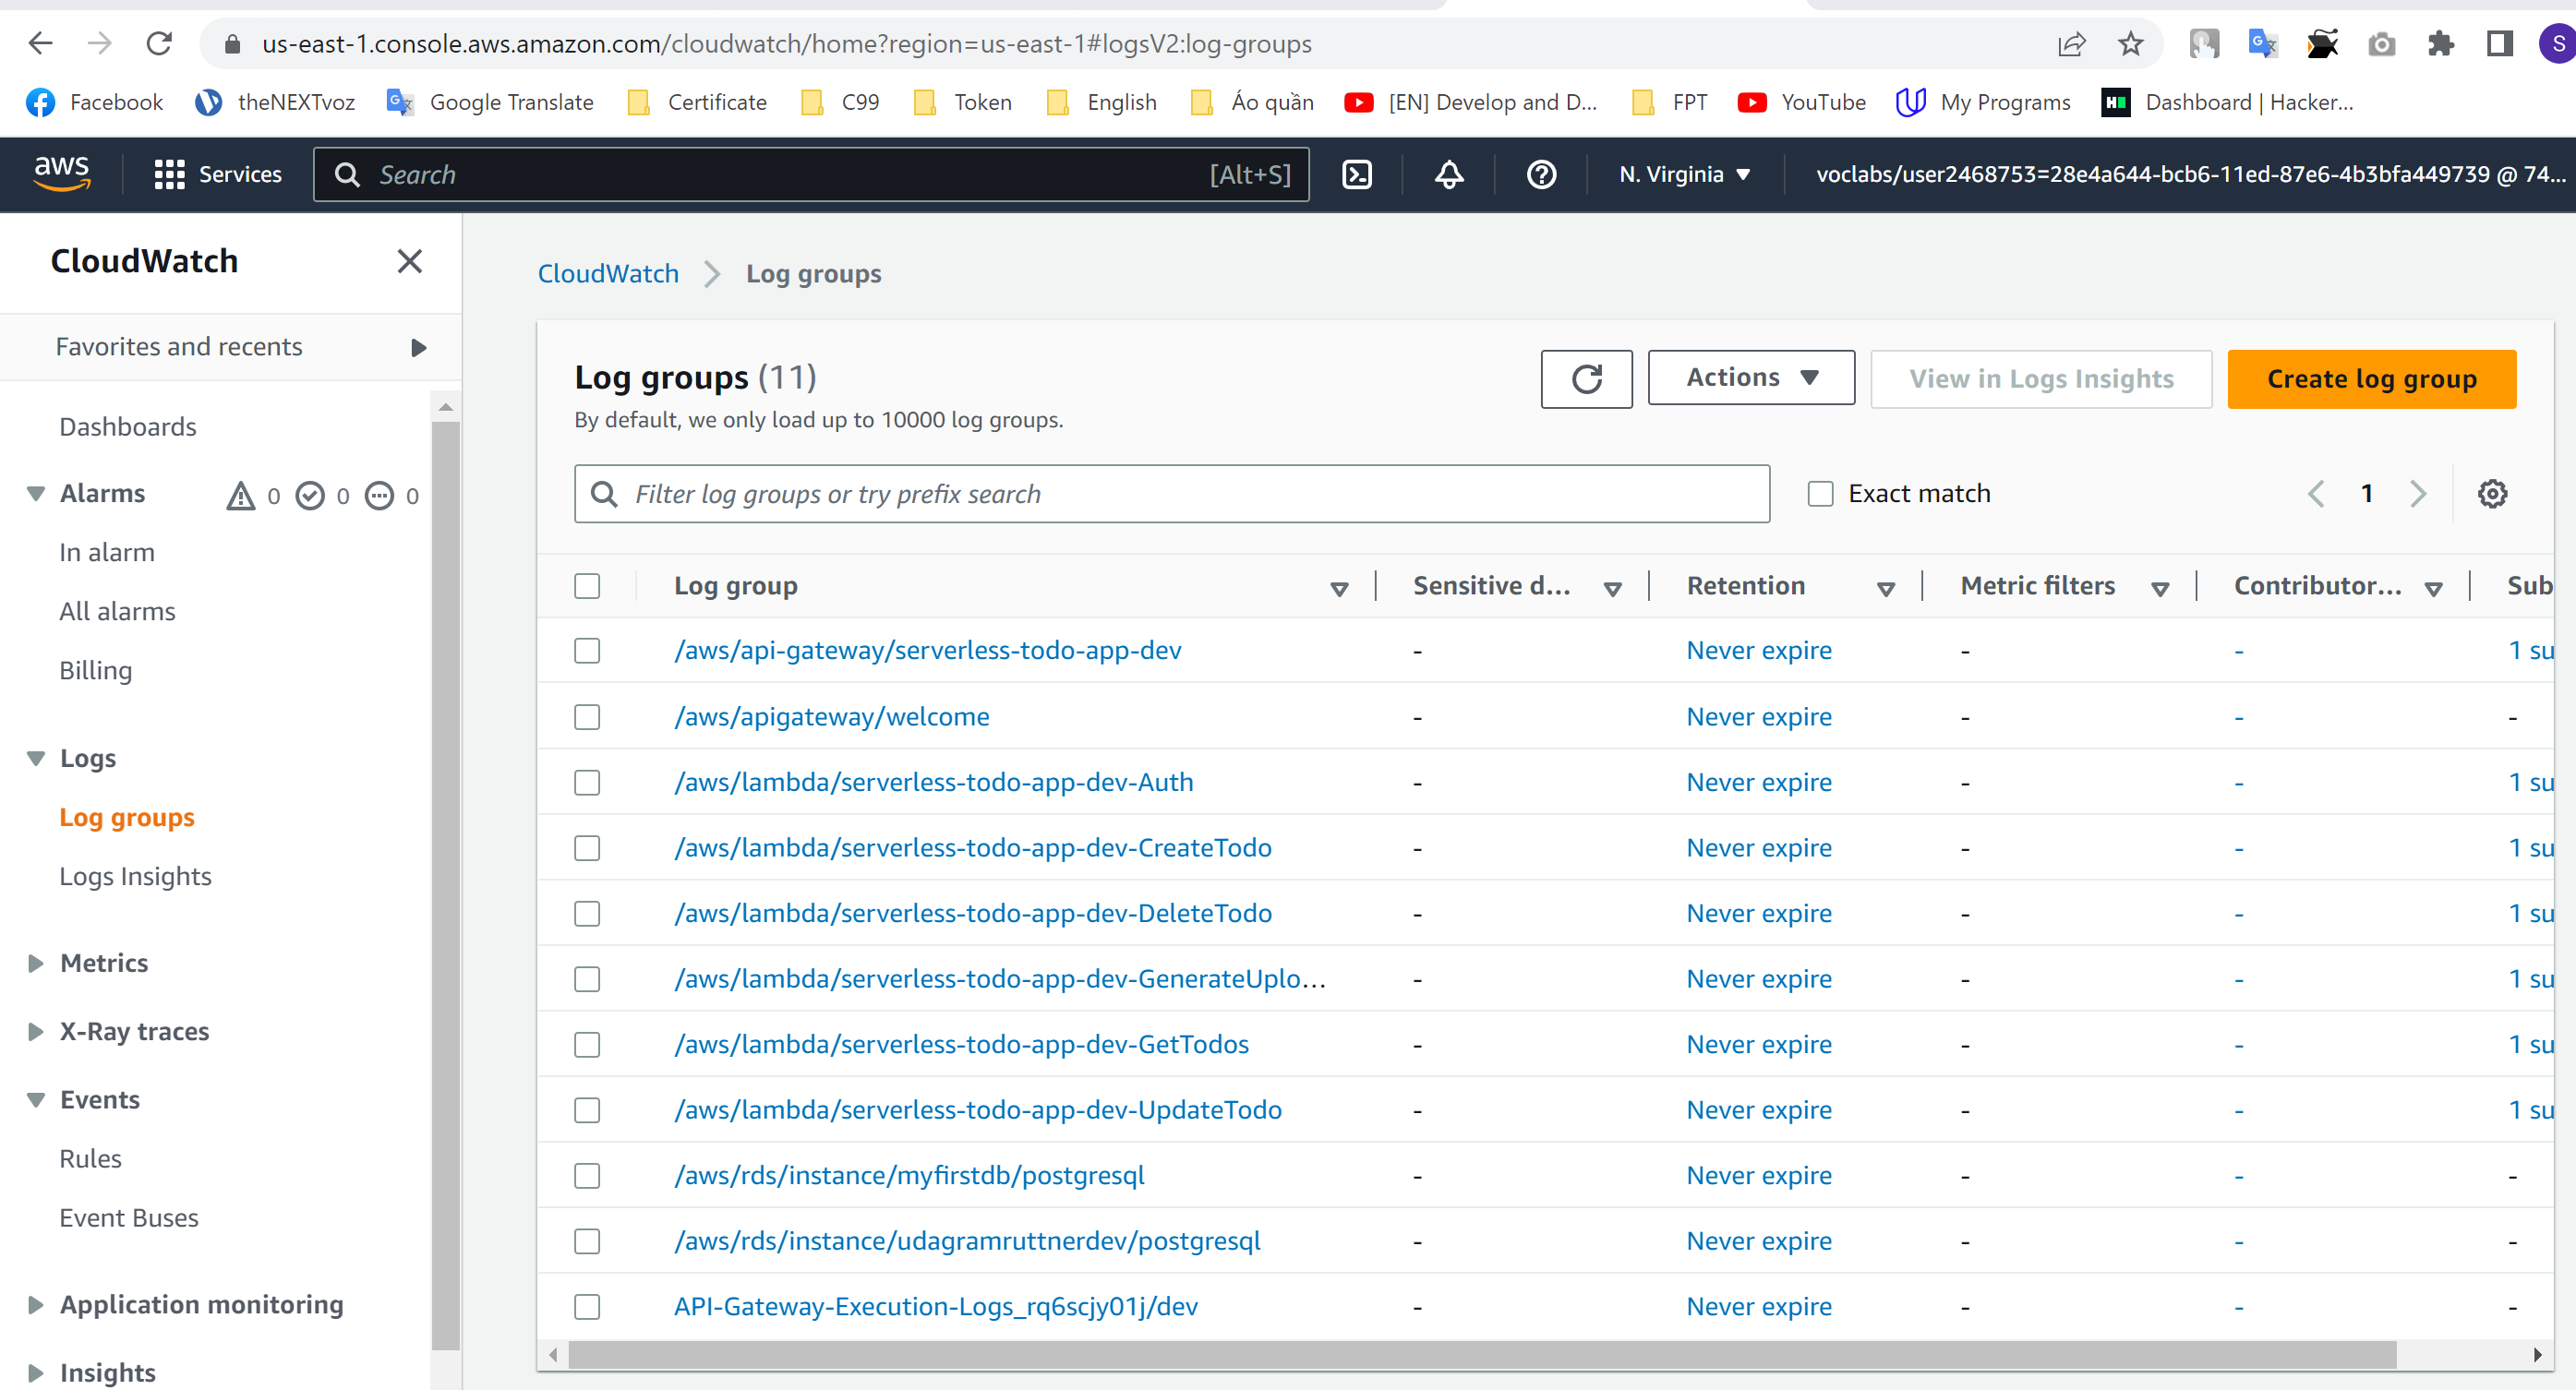 us-east-1.console.aws.amazon.com/cloudwatch/home?region=us-east-1#logsV2:log-groups
S
Facebook theNEXTvoz Google Translate Certificate C99 Token English Áo quần [EN] Develop and D... FPT YouTube My Programs Dashboard | Hacker...
aws Services Search [Alt+S] N. Virginia voclabs/user2468753=28e4a644-bcb6-11ed-87e6-4b3bfa449739 @ 74...
CloudWatch
Favorites and recents
Dashboards
Alarms 0 0 0
In alarm
All alarms
Billing
Logs
Log groups
Logs Insights
Metrics
X-Ray traces
Events
Rules
Event Buses
Application monitoring
Insights
CloudWatch Log groups
Log groups (11)
By default, we only load up to 10000 log groups.
Actions View in Logs Insights Create log group
Filter log groups or try prefix search Exact match 1
Log group Sensitive d... Retention Metric filters Contributor... Sub
/aws/api-gateway/serverless-todo-app-dev - Never expire - - 1 su
/aws/apigateway/welcome - Never expire - - -
/aws/lambda/serverless-todo-app-dev-Auth - Never expire - - 1 su
/aws/lambda/serverless-todo-app-dev-CreateTodo - Never expire - - 1 su
/aws/lambda/serverless-todo-app-dev-DeleteTodo - Never expire - - 1 su
/aws/lambda/serverless-todo-app-dev-GenerateUplo... - Never expire - - 1 su
/aws/lambda/serverless-todo-app-dev-GetTodos - Never expire - - 1 su
/aws/lambda/serverless-todo-app-dev-UpdateTodo - Never expire - - 1 su
/aws/rds/instance/myfirstdb/postgresql - Never expire - - -
/aws/rds/instance/udagramruttnerdev/postgresql - Never expire - - -
API-Gateway-Execution-Logs_rq6scjy01j/dev - Never expire - - -